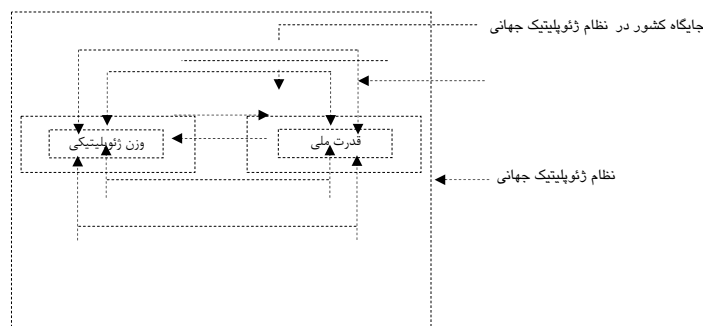 جایگاه کشور در نظام ژئوپلیتیک جهانی
قدرت ملی
وزن ژئوپلیتیکی
نظام ژئوپلیتیک جهانی